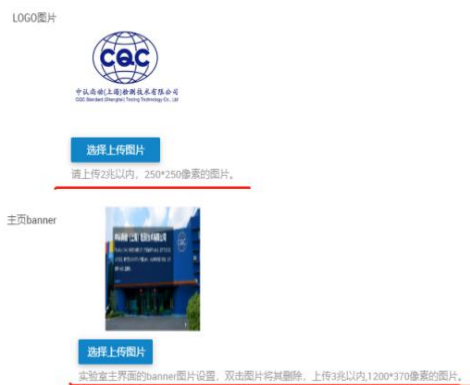 LOGO图片
CQC
中认尚动(上海)检测技术有限公司
CQC Standard (Shanghai) Testing Technology Co., Ltd
选择上传图片
请上传2兆以内，250*250像素的图片。
主页banner
选择上传图片
实验室主界面的banner图片设置，双击图片将其删除，上传3兆以内,1200*370像素的图片。